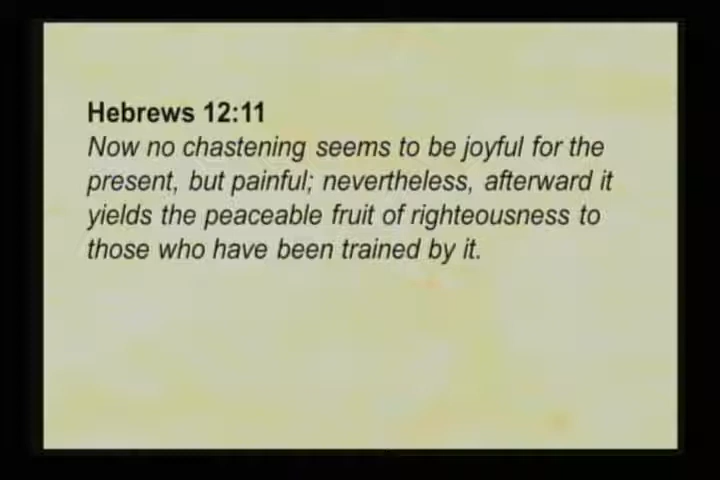 Hebrews 12:11
Now no chastening seems to be joyful for the
present, but painful; nevertheless, afterward it
yields the peaceable fruit of righteousness to
those who have been trained by it.